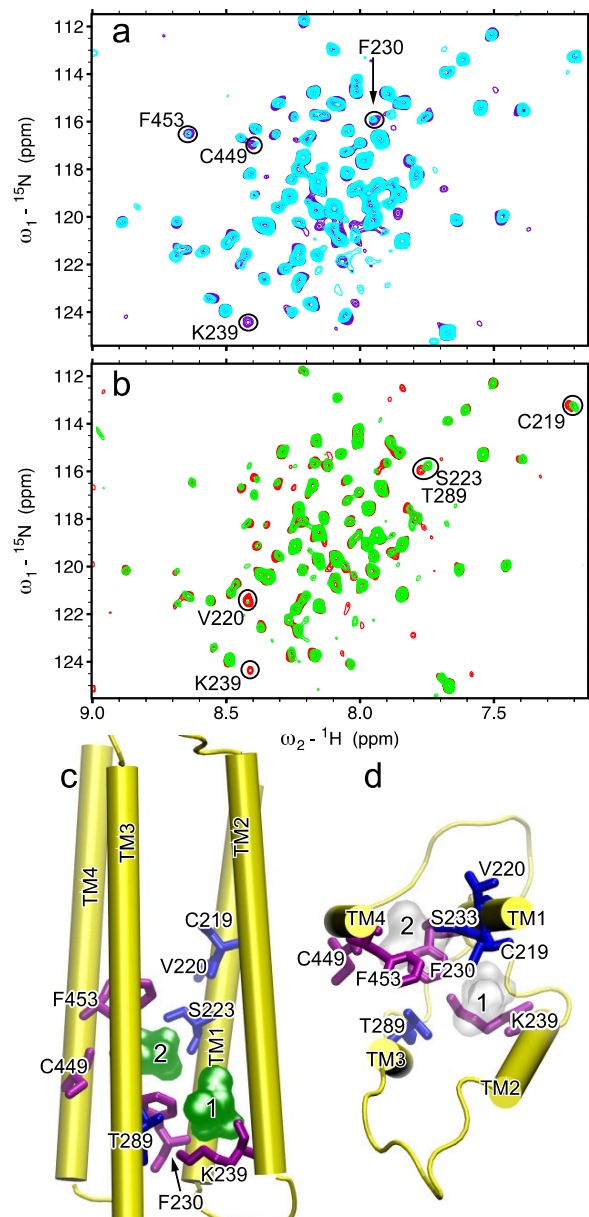 a
112
114
116
118
120
122
124
ω1 - 15N (ppm)
F230
F453
C449
K239
b
112
114
116
118
120
122
124
ω1 - 15N (ppm)
C219
S223
T289
V220
K239
9.0
8.5
8.0
7.5
ω2 - 1H (ppm)
c
TM4
TM3
TM2
C219
V220
F453
S223
TM1
2
C449
1
T289
K239
F230
d
V220
TM4
2
S233
TM1
C449
C219
F453
F230
1
T289
K239
TM3
TM2